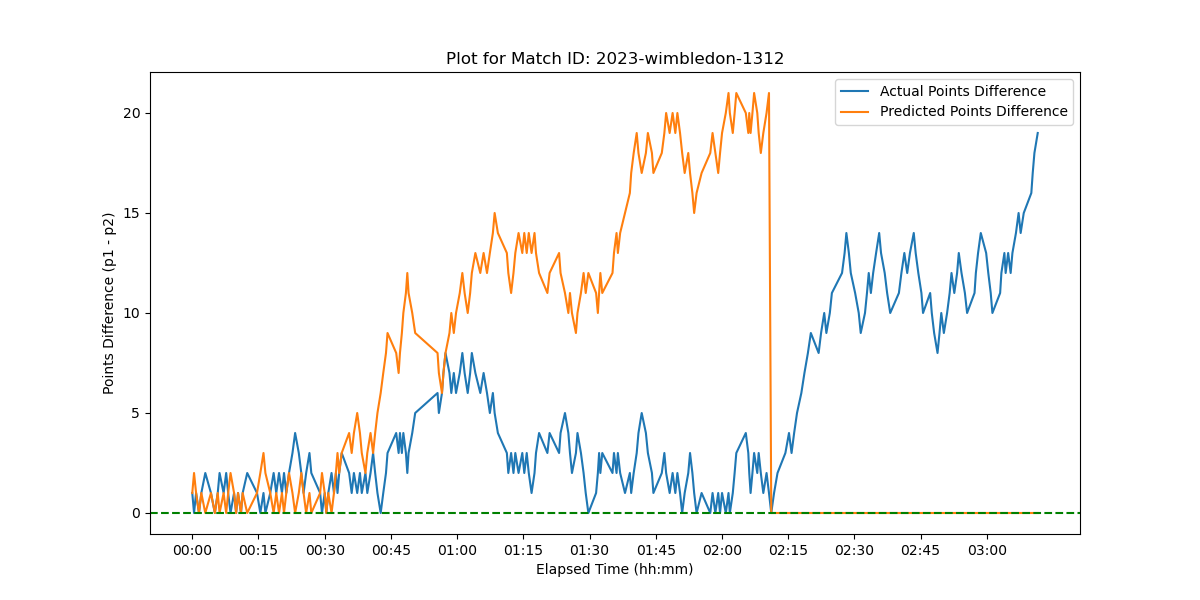 Plot for Match ID: 2023-wimbledon-1312
Actual Points Difference
Predicted Points Difference
Points Difference (p1 - p2)
20
15
10
5
0
00:00 00:15 00:30 00:45 01:00 01:15 01:30 01:45 02:00 02:15 02:30 02:45 03:00
Elapsed Time (hh:mm)